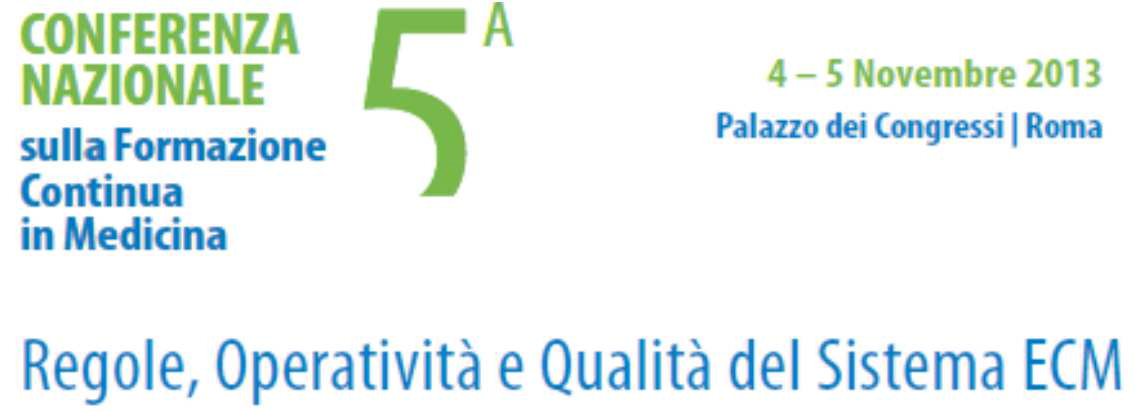 CONFERENZA
NAZIONALE
sulla Formazione
Continua
in Medicina
5A
4 – 5 Novembre 2013
Palazzo dei Congressi | Roma
Regole, Operatività e Qualità del Sistema ECM